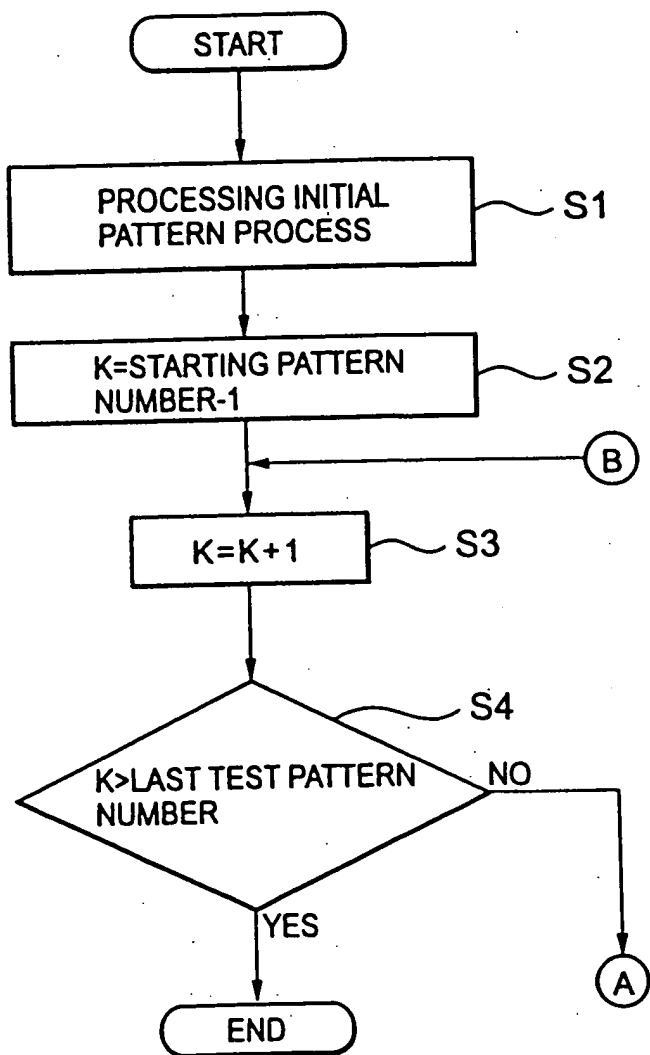 START
PROCESSING INITIAL
PATTERN PROCESS
S1
K=STARTING PATTERN
NUMBER-1
S2
B
K=K+1
S3
S4
K>LAST TEST PATTERN
NUMBER
NO
YES
A
END